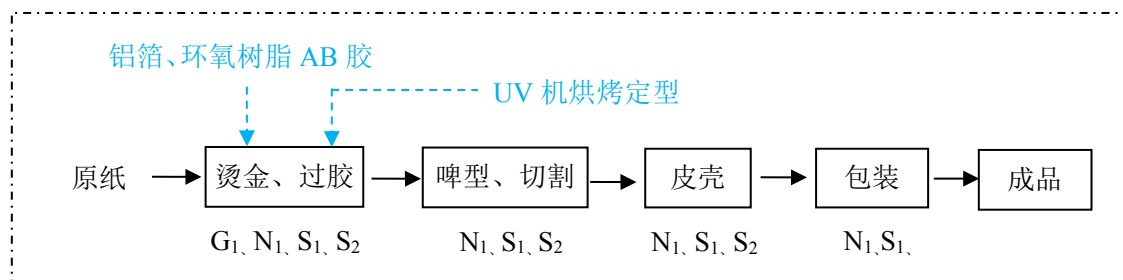 铝箔、环氧树脂 AB 胶
UV 机烘烤定型
原纸 烫金、过胶 啤型、切割 皮壳 包装 成品
G₁、N₁、S₁、S₂ N₁、S₁、S₂ N₁、S₁、S₂ N₁、S₁、